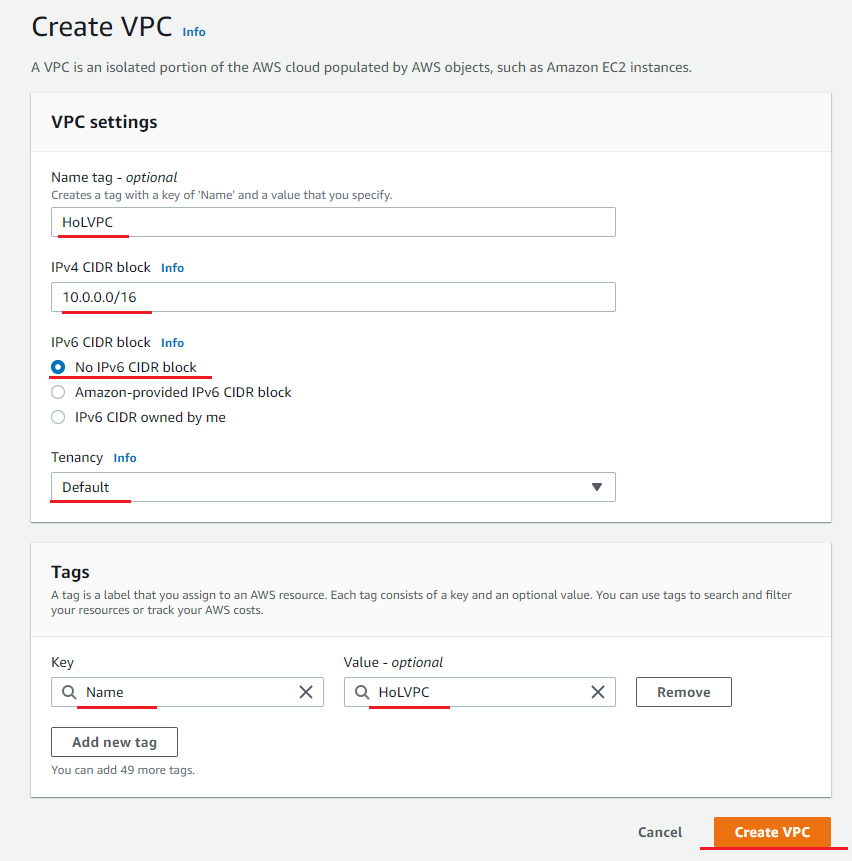 Create VPC Info
A VPC is an isolated portion of the AWS cloud populated by AWS objects, such as Amazon EC2 instances.
VPC settings
Name tag - optional
Creates a tag with a key of 'Name' and a value that you specify.
HoLVPC
IPv4 CIDR block Info
10.0.0.0/16
IPv6 CIDR block Info
No IPv6 CIDR block
Amazon-provided IPv6 CIDR block
IPv6 CIDR owned by me
Tenancy Info
Default
Tags
A tag is a label that you assign to an AWS resource. Each tag consists of a key and an optional value. You can use tags to search and filter
your resources or track your AWS costs.
Key Value - optional
Name HoLVPC Remove
Add new tag
You can add 49 more tags.
Cancel Create VPC